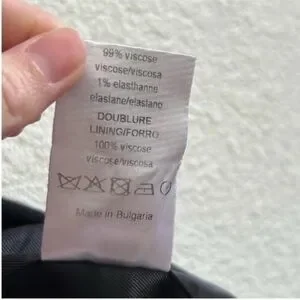 99% viscose
viscose/viscosa
1% elasthanne
elastane/elastano
DOUBLURE
LINING/FORRO
100% viscose
viscose/viscosa
Made in Bulgaria